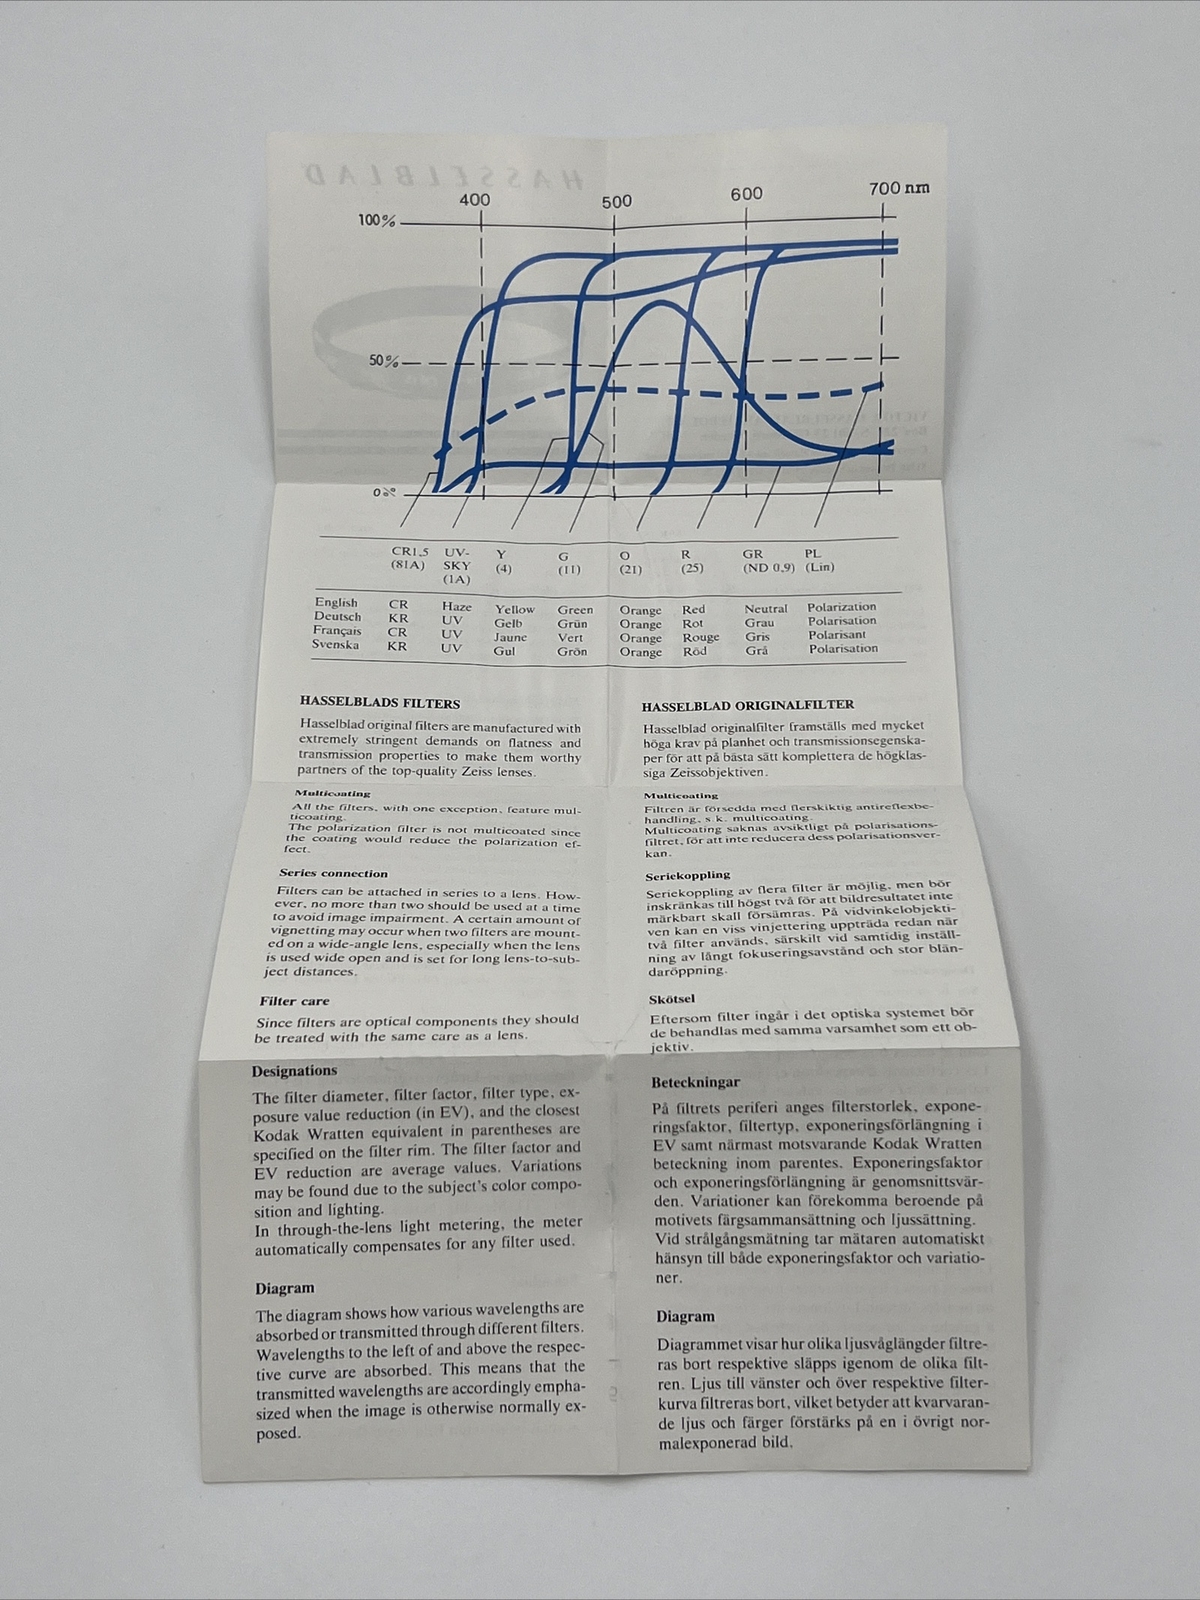 HASSELBLAD
400 500 600 700 nm
100%
50%
0%
CR1,5 UV- Y G O R GR PL
(81A) SKY (4) (11) (21) (25) (ND 0,9) (Lin)
(1A)
English CR Haze Yellow Green Orange Red Neutral Polarization
Deutsch KR UV Gelb Grün Orange Rot Grau Polarisation
Français CR UV Jaune Vert Orange Rouge Gris Polarisant
Svenska KR UV Gul Grön Orange Röd Grå Polarisation
HASSELBLADS FILTERS
Hasselblad original filters are manufactured with
extremely stringent demands on flatness and
transmission properties to make them worthy
partners of the top-quality Zeiss lenses.
Multicoating
All the filters, with one exception, feature mul-
ticoating.
The polarization filter is not multicoated since
the coating would reduce the polarization ef-
fect.
Series connection
Filters can be attached in series to a lens. How-
ever, no more than two should be used at a time
to avoid image impairment. A certain amount of
vignetting may occur when two filters are mount-
ed on a wide-angle lens, especially when the lens
is used wide open and is set for long lens-to-sub-
ject distances.
Filter care
Since filters are optical components they should
be treated with the same care as a lens.
Designations
The filter diameter, filter factor, filter type, ex-
posure value reduction (in EV), and the closest
Kodak Wratten equivalent in parentheses are
specified on the filter rim. The filter factor and
EV reduction are average values. Variations
may be found due to the subject's color compo-
sition and lighting.
In through-the-lens light metering, the meter
automatically compensates for any filter used.
Diagram
The diagram shows how various wavelengths are
absorbed or transmitted through different filters.
Wavelengths to the left of and above the respec-
tive curve are absorbed. This means that the
transmitted wavelengths are accordingly empha-
sized when the image is otherwise normally ex-
posed.
HASSELBLAD ORIGINALFILTER
Hasselblad originalfilter framställs med mycket
höga krav på planhet och transmissionsegenska-
per för att på bästa sätt komplettera de högklas-
siga Zeissobjektiven.
Multicoating
Filtren är försedda med flerskiktig antireflexbe-
handling, s.k. multicoating.
Multicoating saknas avsiktligt på polarisations-
filtret, för att inte reducera dess polarisationsver-
kan.
Seriekoppling
Seriekoppling av flera filter är möjlig, men bör
inskränkas till högst två för att bildresultatet inte
märkbart skall försämras. På vidvinkelobjekti-
ven kan en viss vinjettering uppträda redan när
två filter används, särskilt vid samtidig inställ-
ning av långt fokuseringsavstånd och stor blän-
daröppning.
Skötsel
Eftersom filter ingår i det optiska systemet bör
de behandlas med samma varsamhet som ett ob-
jektiv.
Beteckningar
På filtrets periferi anges filterstorlek, expone-
ringsfaktor, filtertyp, exponeringsförlängning i
EV samt närmast motsvarande Kodak Wratten
beteckning inom parentes. Exponeringsfaktor
och exponeringsförlängning är genomsnittsvär-
den. Variationer kan förekomma beroende på
motivets färgsammansättning och ljussättning.
Vid strålgångsmätning tar mätaren automatiskt
hänsyn till både exponeringsfaktor och variatio-
ner.
Diagram
Diagrammet visar hur olika ljusvåglängder filtre-
ras bort respektive släpps igenom de olika filt-
ren. Ljus till vänster och över respektive filter-
kurva filtreras bort, vilket betyder att kvarvaran-
de ljus och färger förstärks på en i övrigt nor-
malexponerad bild.